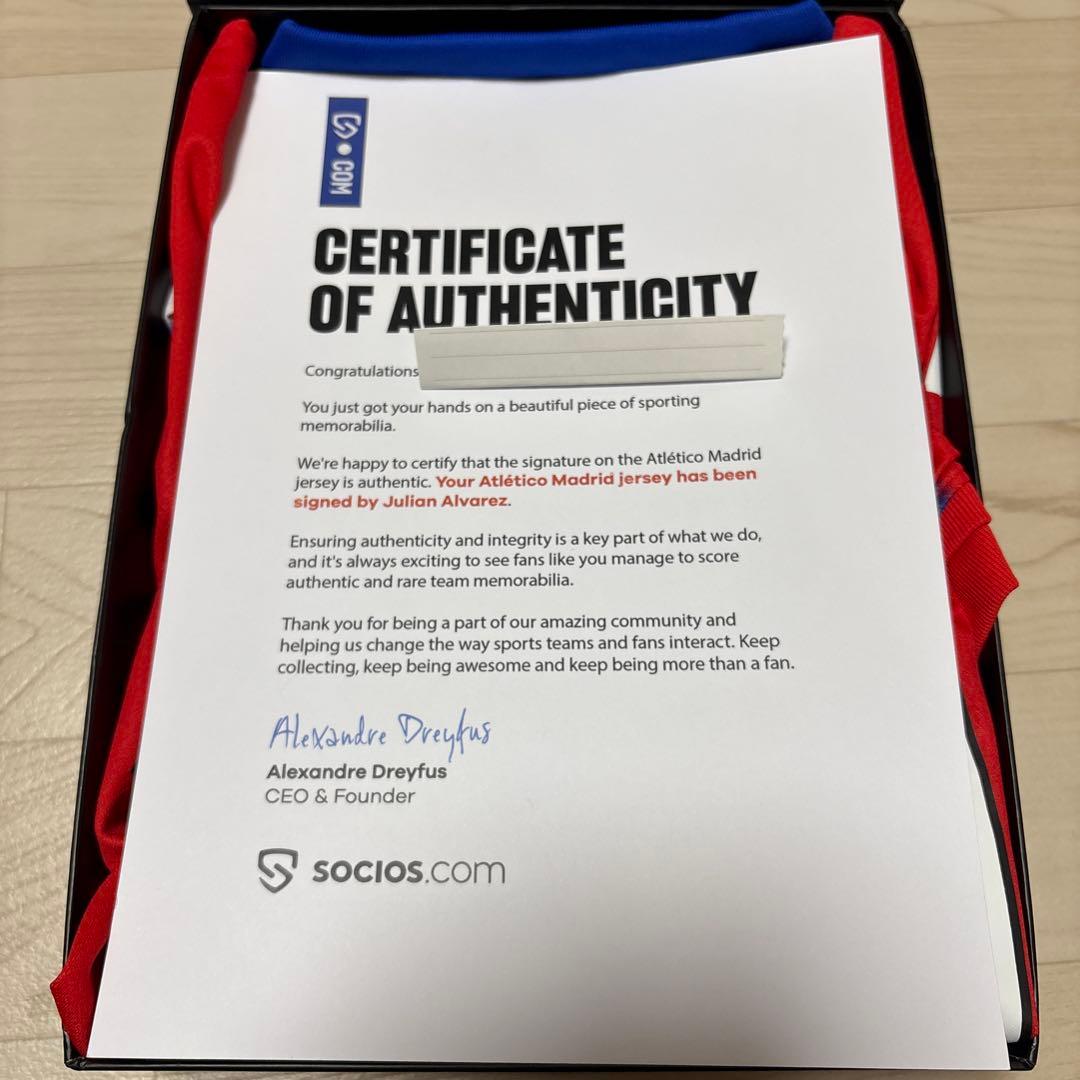 .COM
CERTIFICATE
OF AUTHENTICITY
Congratulations
You just got your hands on a beautiful piece of sporting
memorabilia.
We're happy to certify that the signature on the Atlético Madrid
jersey is authentic. Your Atlético Madrid jersey has been
signed by Julian Alvarez.
Ensuring authenticity and integrity is a key part of what we do,
and it's always exciting to see fans like you manage to score
authentic and rare team memorabilia.
Thank you for being a part of our amazing community and
helping us change the way sports teams and fans interact. Keep
collecting, keep being awesome and keep being more than a fan.
Alexandre Dreyfus
Alexandre Dreyfus
CEO & Founder
socios.com